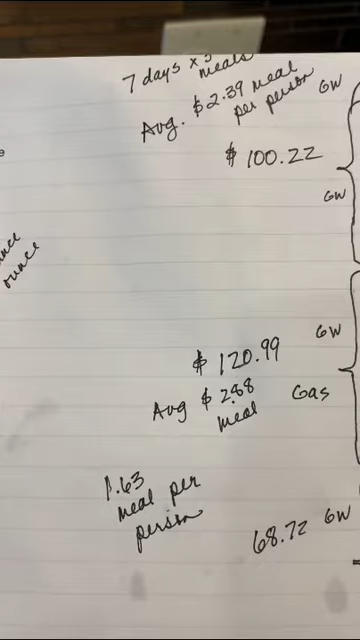 7 days x 3
meals
Avg. $2.39 meal
per person
GW
$ 100.22
GW
ounce
GW
$ 120.99
Avg $ 2.88
meal
Gas
1.63
meal per
person
68.72 GW